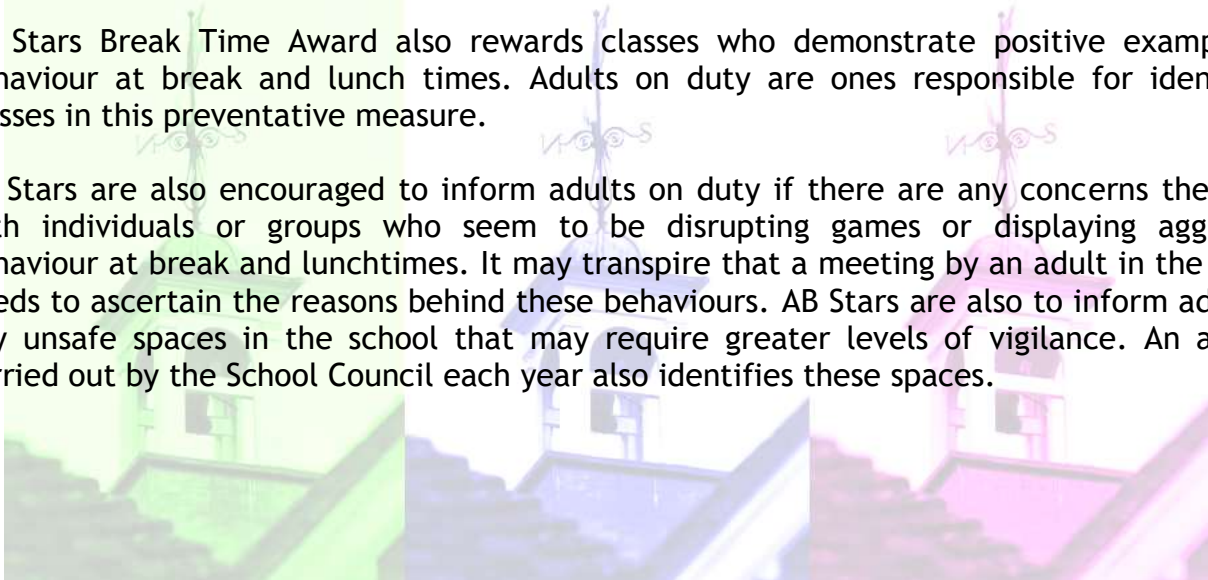 Stars Break Time Award also rewards classes who demonstrate positive examp
haviour at break and lunch times. Adults on duty are ones responsible for iden
sses in this preventative measure.
Stars are also encouraged to inform adults on duty if there are any concerns the
th individuals or groups who seem to be disrupting games or displaying agg
haviour at break and lunchtimes. It may transpire that a meeting by an adult in the
eds to ascertain the reasons behind these behaviours. AB Stars are also to inform ad
y unsafe spaces in the school that may require greater levels of vigilance. An a
rried out by the School Council each year also identifies these spaces.